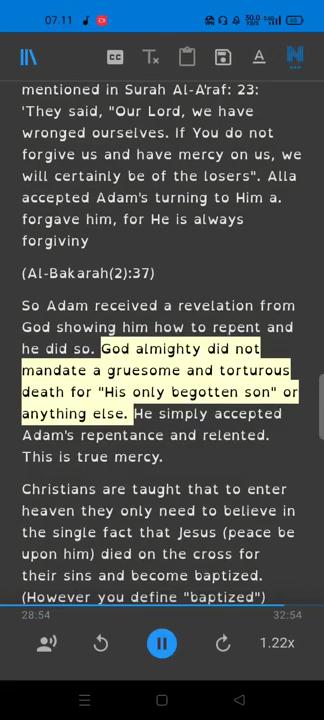 07.11
50.0
KB/s
CC
T
A
N
mentioned in Surah Al-A'raf: 23:
'They said, "Our Lord, we have
wronged ourselves. If You do not
forgive us and have mercy on us, we
will certainly be of the losers". Alla
accepted Adam's turning to Him a.
forgave him, for He is always
forgiviny
(Al-Bakarah(2):37)
So Adam received a revelation from
God showing him how to repent and
he did so. God almighty did not
mandate a gruesome and torturous
death for "His only begotten son" or
anything else. He simply accepted
Adam's repentance and relented.
This is true mercy.
Christians are taught that to enter
heaven they only need to believe in
the single fact that Jesus (peace be
upon him) died on the cross for
their sins and become baptized.
(However you define "baptized")
28:54
32:54
1.22x